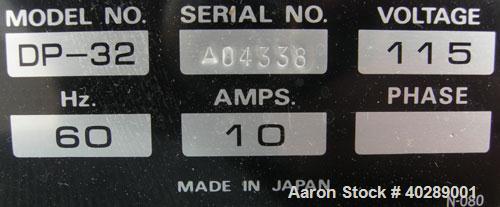 MODEL NO. SERIAL NO. VOLTAGE
DP-32 A04338 115
Hz. AMPS. PHASE
60 10
MADE IN JAPAN
N-080
Aaron Stock # 40289001